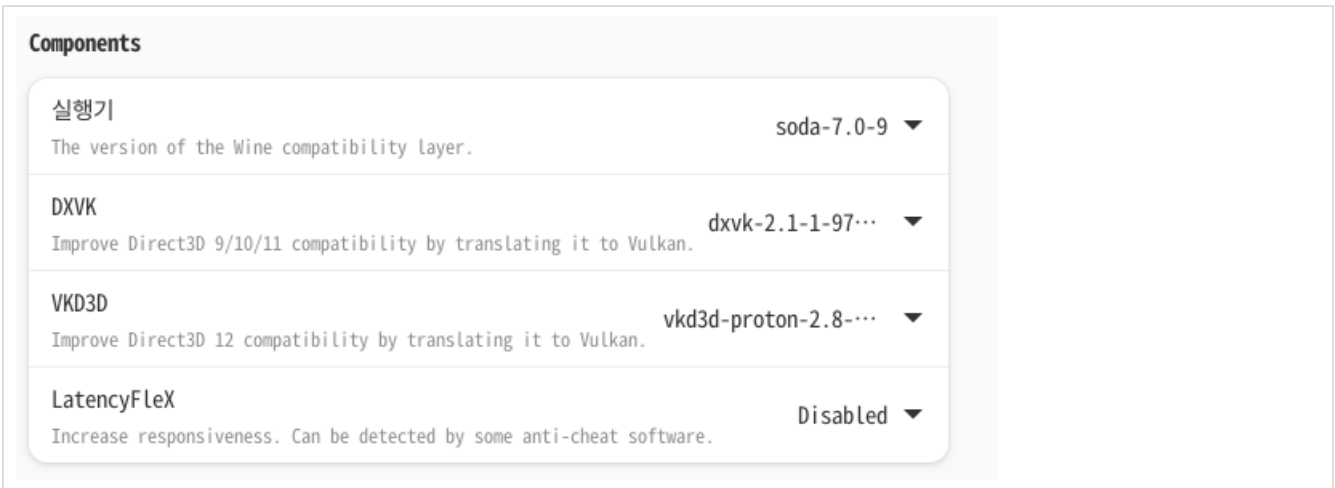 Components
실행기
The version of the Wine compatibility layer.
soda-7.0-9
DXVK
Improve Direct3D 9/10/11 compatibility by translating it to Vulkan.
dxvk-2.1-1-97…
VKD3D
Improve Direct3D 12 compatibility by translating it to Vulkan.
vkd3d-proton-2.8-…
LatencyFleX
Increase responsiveness. Can be detected by some anti-cheat software.
Disabled